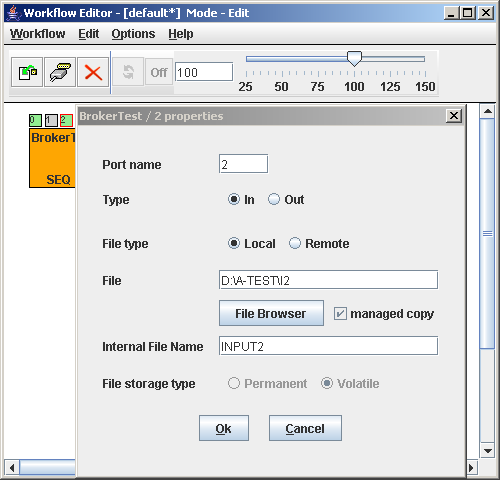 Workflow Editor - [default*] Mode - Edit
Workflow Edit Options Help
Off 100
25 50 75 100 125 150
0 1 2
BrokerT
SEQ
BrokerTest / 2 properties
Port name 2
Type In Out
File type Local Remote
File D:\A-TEST\I2
File Browser managed copy
Internal File Name INPUT2
File storage type Permanent Volatile
Ok Cancel